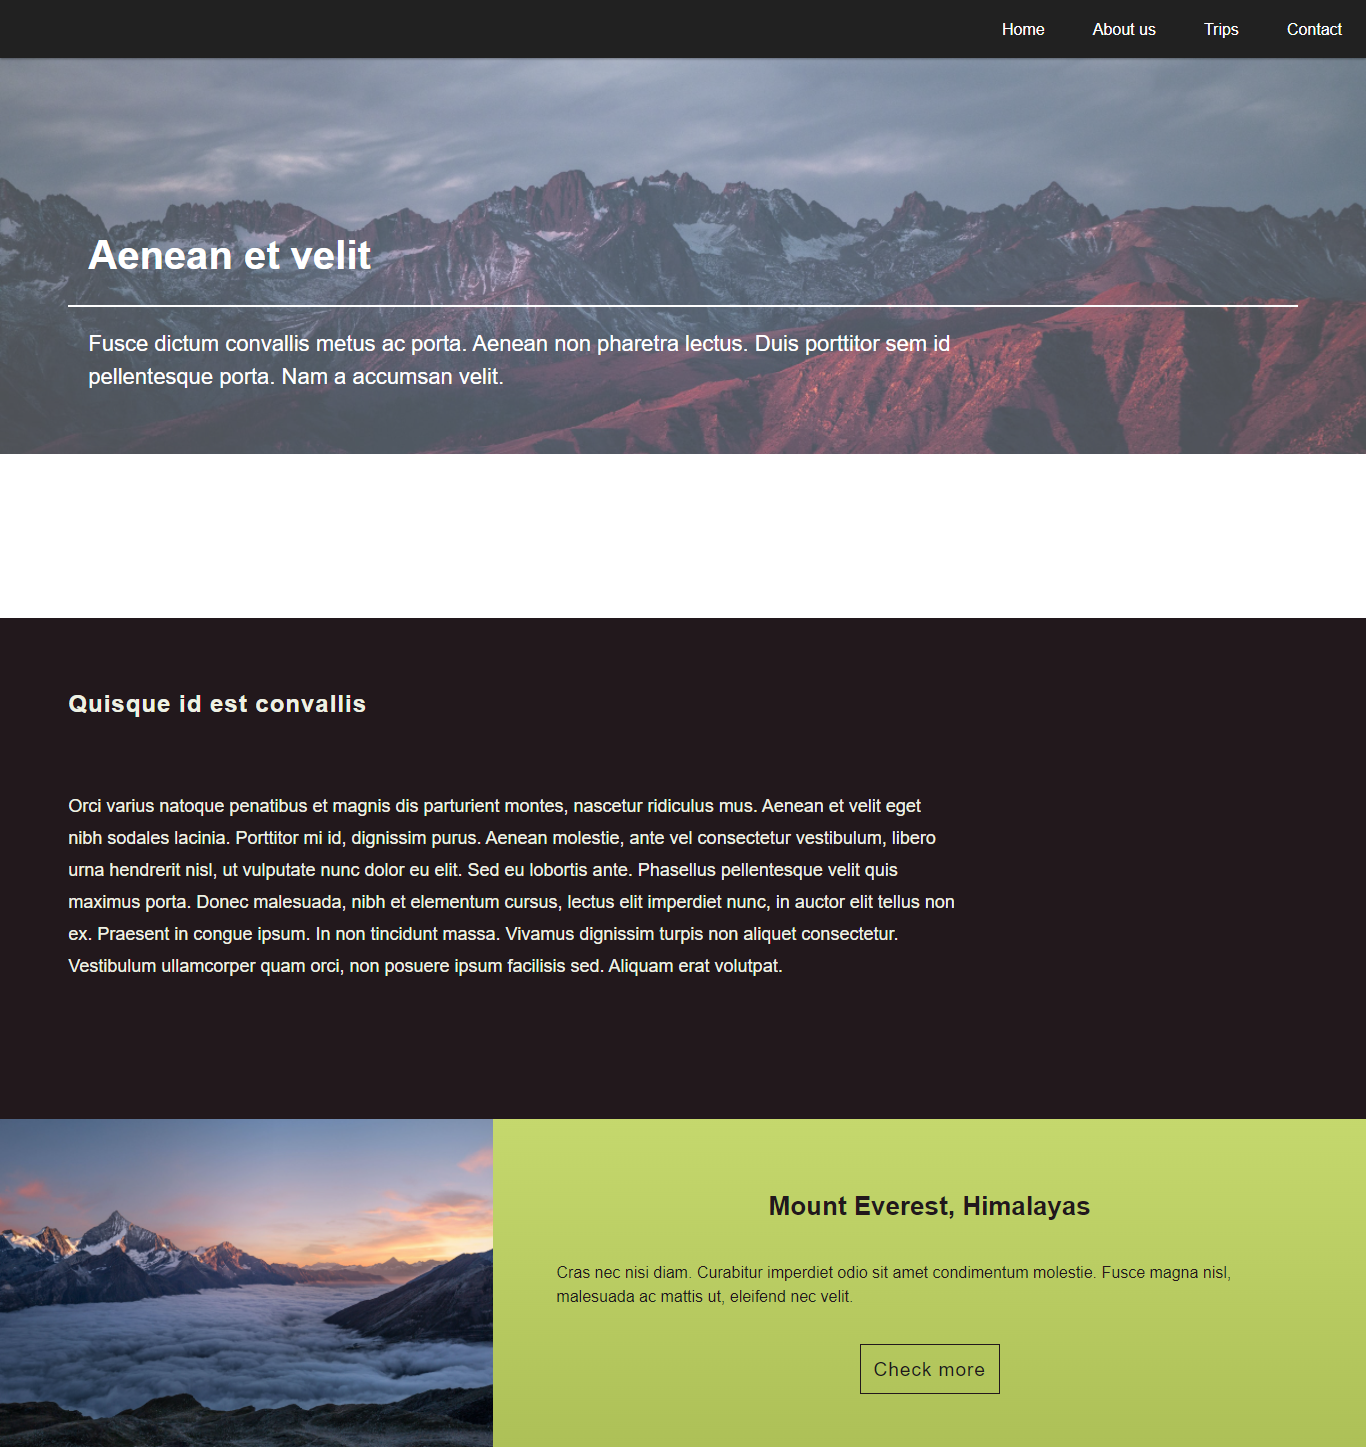 Home About us Trips Contact
Aenean et velit
Fusce dictum convallis metus ac porta. Aenean non pharetra lectus. Duis porttitor sem id
pellentesque porta. Nam a accumsan velit.
Quisque id est convallis
Orci varius natoque penatibus et magnis dis parturient montes, nascetur ridiculus mus. Aenean et velit eget
nibh sodales lacinia. Porttitor mi id, dignissim purus. Aenean molestie, ante vel consectetur vestibulum, libero
urna hendrerit nisl, ut vulputate nunc dolor eu elit. Sed eu lobortis ante. Phasellus pellentesque velit quis
maximus porta. Donec malesuada, nibh et elementum cursus, lectus elit imperdiet nunc, in auctor elit tellus non
ex. Praesent in congue ipsum. In non tincidunt massa. Vivamus dignissim turpis non aliquet consectetur.
Vestibulum ullamcorper quam orci, non posuere ipsum facilisis sed. Aliquam erat volutpat.
Mount Everest, Himalayas
Cras nec nisi diam. Curabitur imperdiet odio sit amet condimentum molestie. Fusce magna nisl,
malesuada ac mattis ut, eleifend nec velit.
Check more